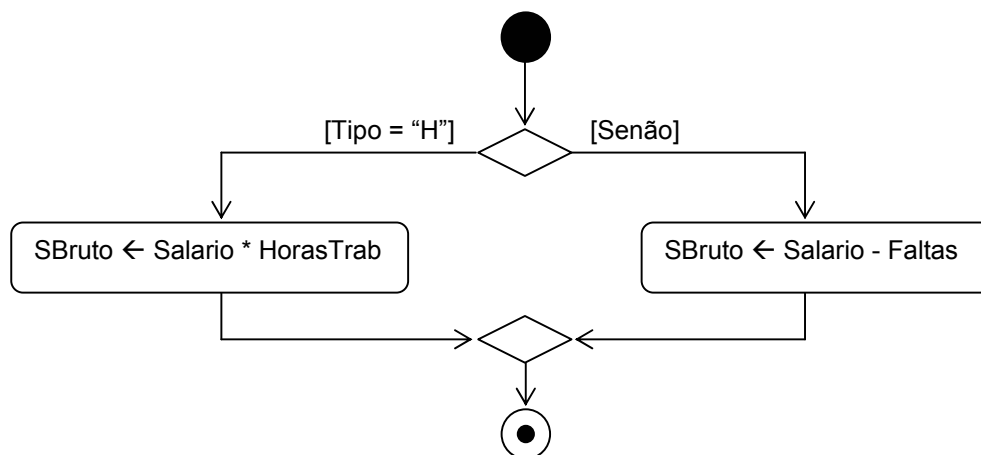 [Tipo = “H”]
[Senão]
SBruto ← Salario * HorasTrab
SBruto ← Salario - Faltas